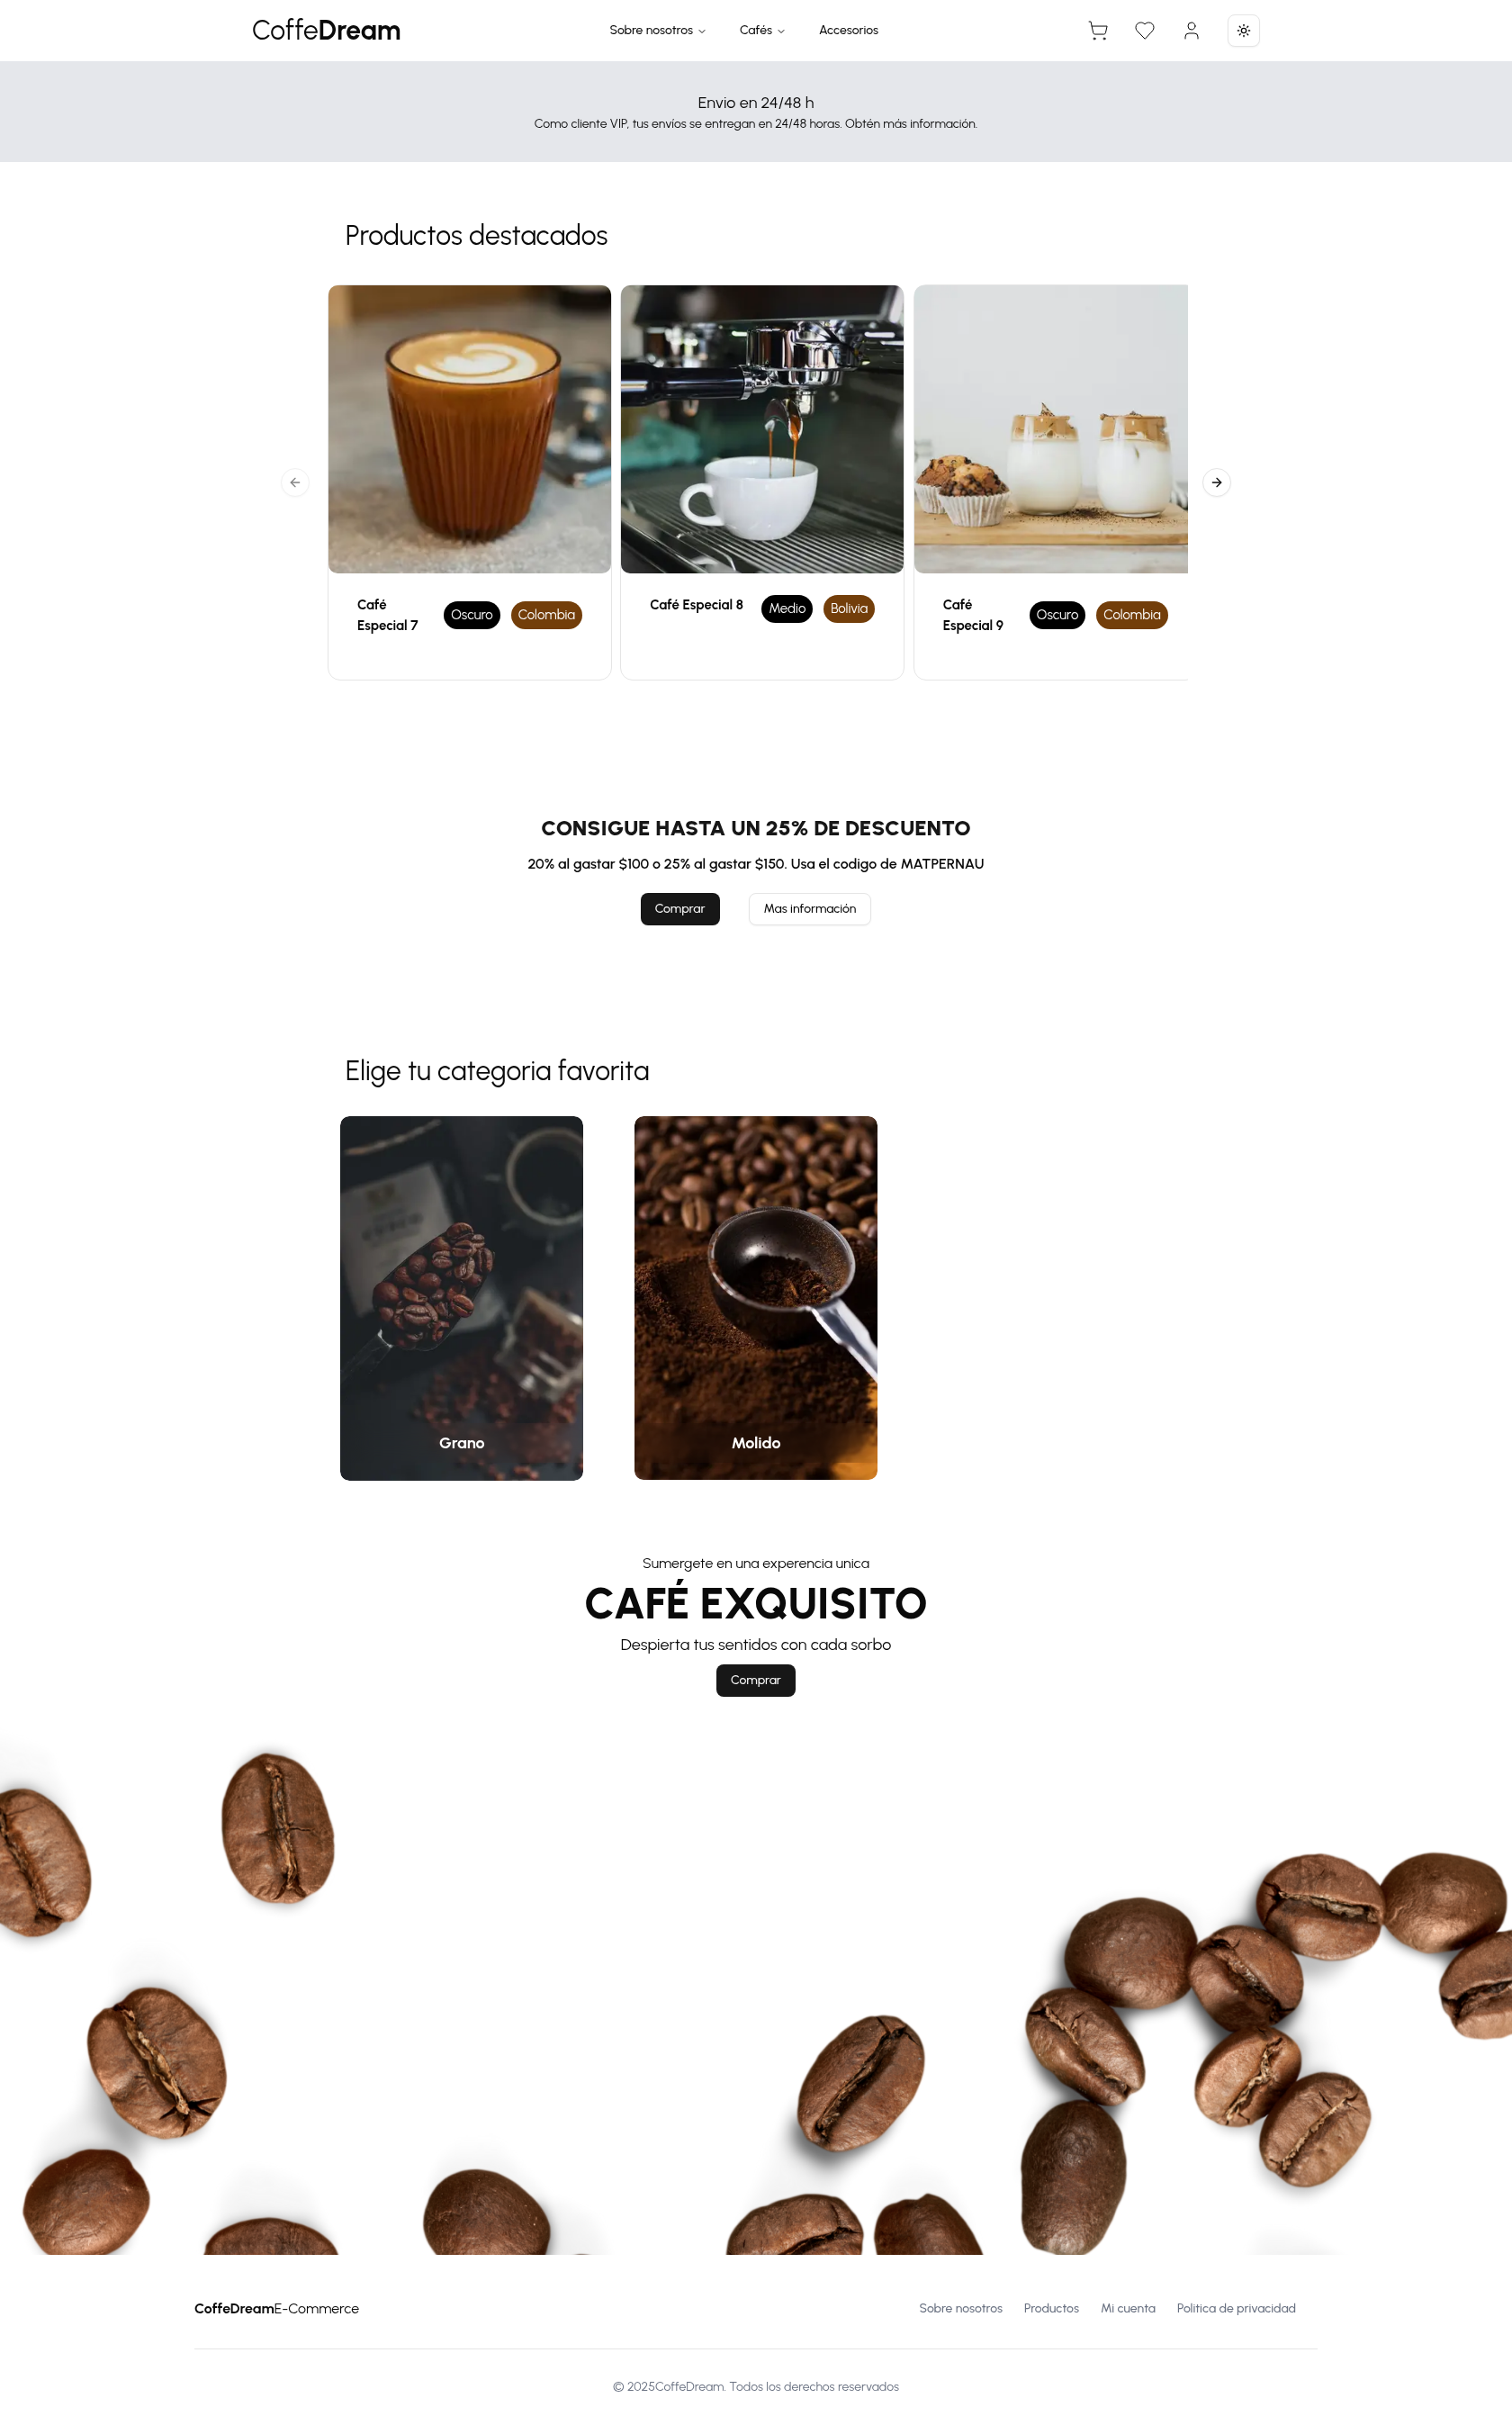 CoffeDream
Sobre nosotros
Cafés
Accesorios
Envio en 24/48 h
Como cliente VIP, tus envíos se entregan en 24/48 horas. Obtén más información.
Productos destacados
Café
Especial 7
Oscuro
Colombia
Café Especial 8
Medio
Bolivia
Café
Especial 9
Oscuro
Colombia
CONSIGUE HASTA UN 25% DE DESCUENTO
20% al gastar $100 o 25% al gastar $150. Usa el codigo de MATPERNAU
Comprar
Mas información
Elige tu categoria favorita
Grano
Molido
Sumergete en una experencia unica
CAFÉ EXQUISITO
Despierta tus sentidos con cada sorbo
Comprar
CoffeDreamE-Commerce
Sobre nosotros
Productos
Mi cuenta
Politica de privacidad
© 2025CoffeDream. Todos los derechos reservados